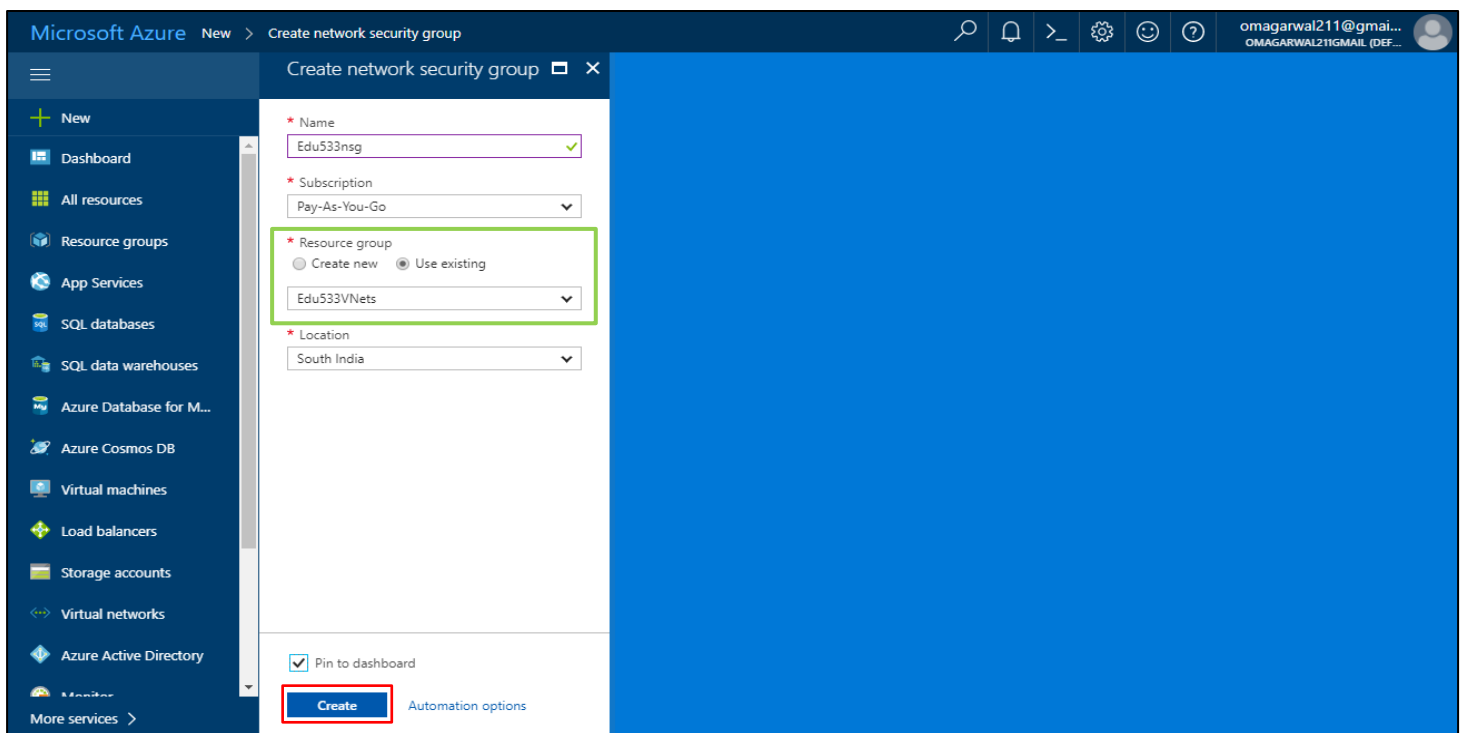 Microsoft Azure New > Create network security group
omagarwal211@gmai...
OMAGARWAL211GMAIL (DEF...
Create network security group
New
Dashboard
All resources
Resource groups
App Services
SQL databases
SQL data warehouses
Azure Database for M...
Azure Cosmos DB
Virtual machines
Load balancers
Storage accounts
Virtual networks
Azure Active Directory
Monitor
More services >
* Name
Edu533nsg
* Subscription
Pay-As-You-Go
* Resource group
Create new Use existing
Edu533VNets
* Location
South India
Pin to dashboard
Create Automation options